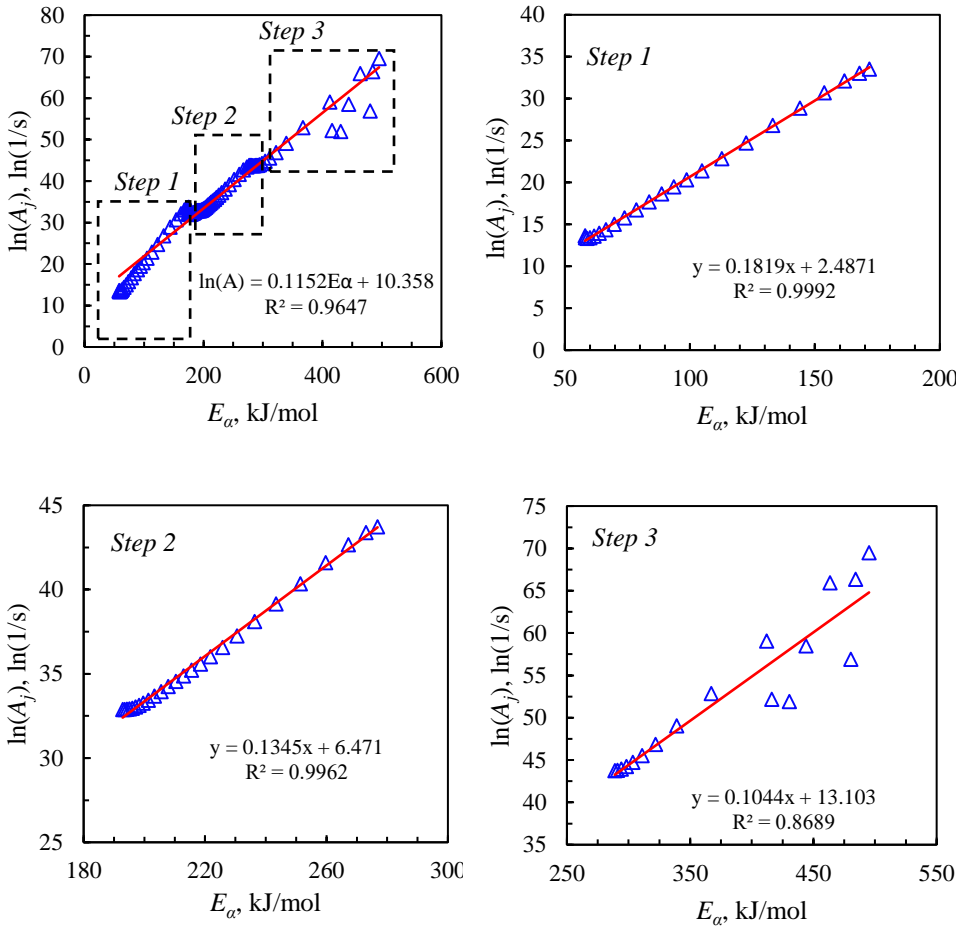 80
70
60
50
40
30
20
10
0
0
200
400
600
ln(Aj), ln(1/s)
Eα, kJ/mol
Step 1
Step 2
Step 3
ln(A) = 0.1152Eα + 10.358
R² = 0.9647
40
35
30
25
20
15
10
5
0
50
100
150
200
ln(Aj), ln(1/s)
Eα, kJ/mol
Step 1
y = 0.1819x + 2.4871
R² = 0.9992
45
40
35
30
25
180
220
260
300
ln(Aj), ln(1/s)
Eα, kJ/mol
Step 2
y = 0.1345x + 6.471
R² = 0.9962
75
70
65
60
55
50
45
40
35
250
350
450
550
ln(Aj), ln(1/s)
Eα, kJ/mol
Step 3
y = 0.1044x + 13.103
R² = 0.8689